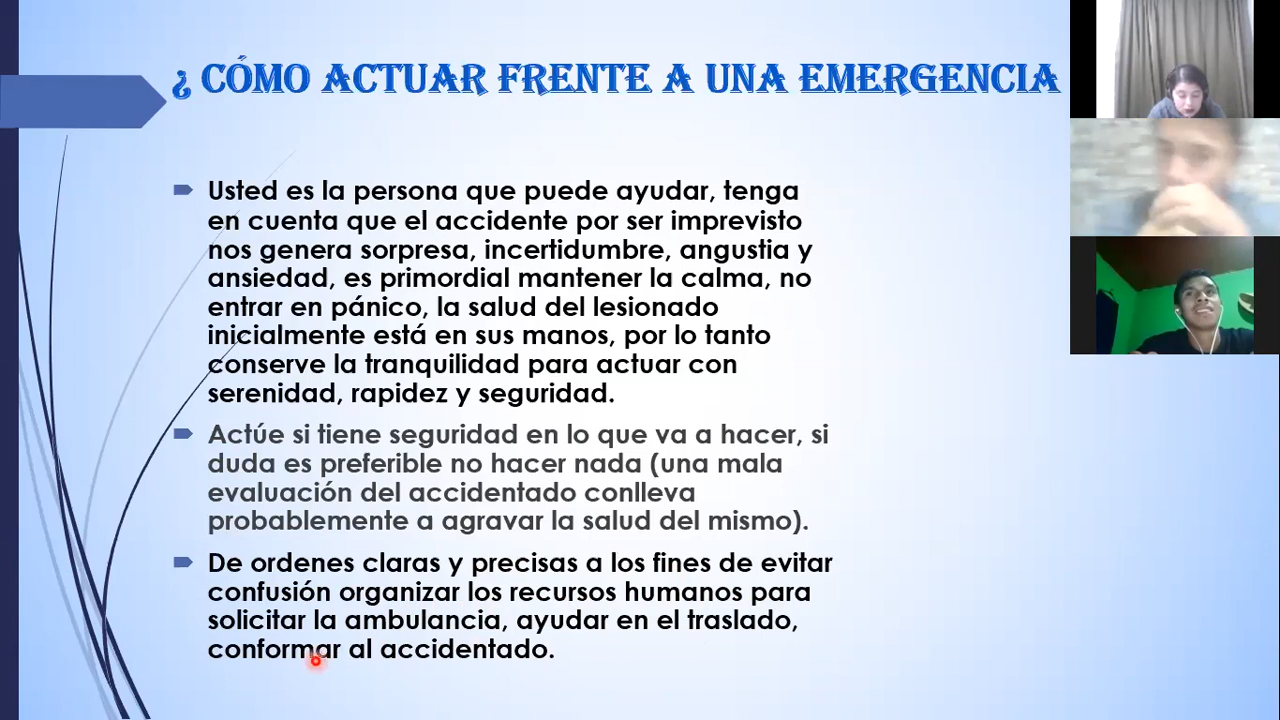 ¿ CÓMO ACTUAR FRENTE A UNA EMERGENCIA
Usted es la persona que puede ayudar, tenga
en cuenta que el accidente por ser imprevisto
nos genera sorpresa, incertidumbre, angustia y
ansiedad, es primordial mantener la calma, no
entrar en pánico, la salud del lesionado
inicialmente está en sus manos, por lo tanto
conserve la tranquilidad para actuar con
serenidad, rapidez y seguridad.
Actúe si tiene seguridad en lo que va a hacer, si
duda es preferible no hacer nada (una mala
evaluación del accidentado conlleva
probablemente a agravar la salud del mismo).
De ordenes claras y precisas a los fines de evitar
confusión organizar los recursos humanos para
solicitar la ambulancia, ayudar en el traslado,
conformar al accidentado.